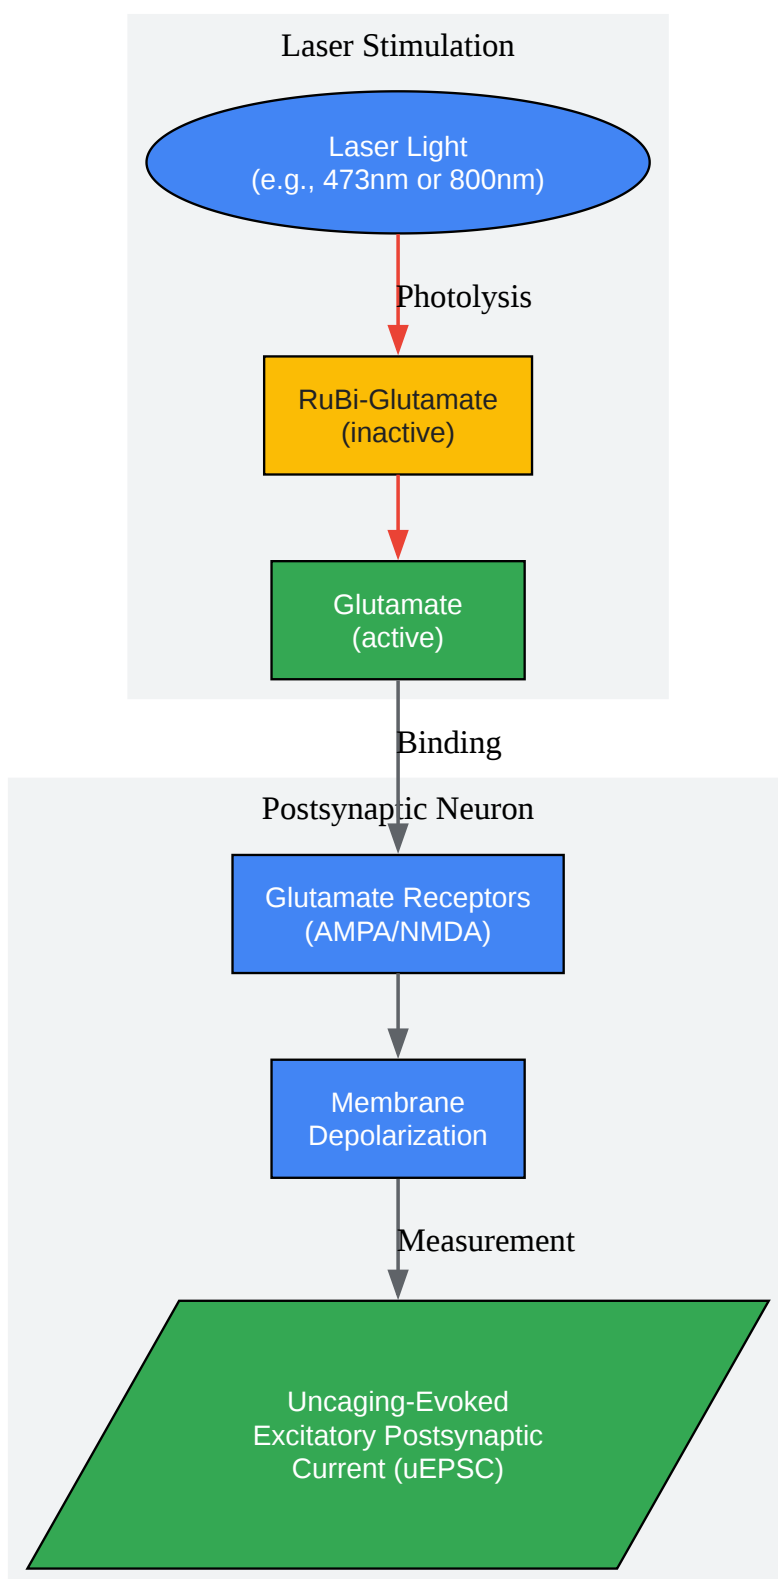 Laser Stimulation
Laser Light
(e.g., 473nm or 800nm)
Photolysis
RuBi-Glutamate
(inactive)
Glutamate
(active)
Binding
Postsynaptic Neuron
Glutamate Receptors
(AMPA/NMDA)
Membrane
Depolarization
Measurement
Uncaging-Evoked
Excitatory Postsynaptic
Current (uEPSC)